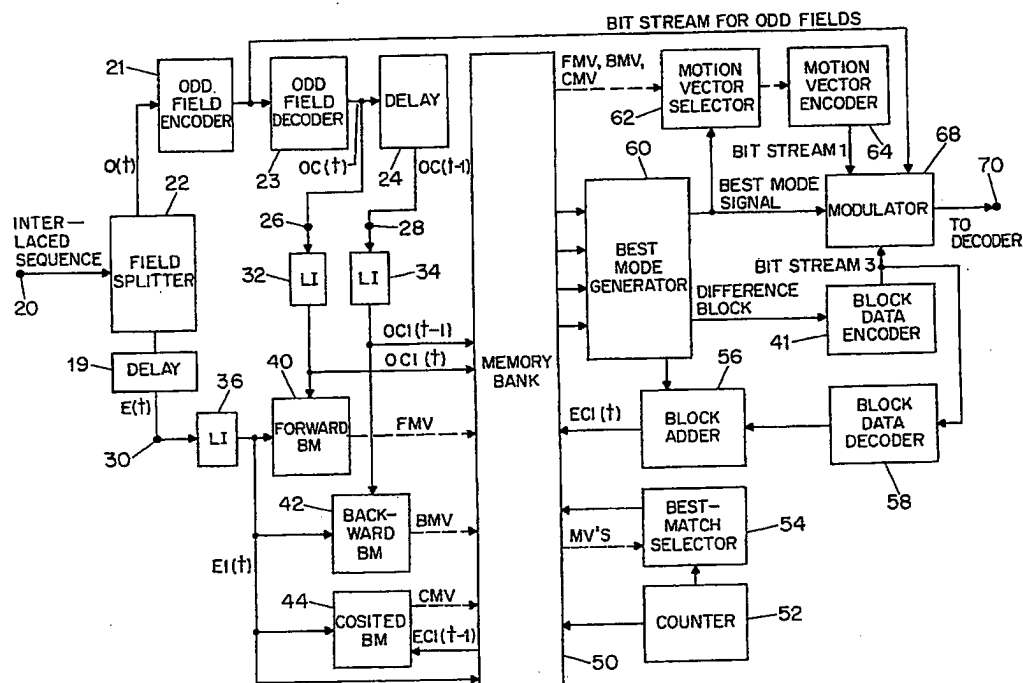 BIT STREAM FOR ODD FIELDS
21
ODD
FIELD
ENCODER
ODD
FIELD
DECODER
23
DELAY
24
FMV, BMV,
CMV
MOTION
VECTOR
SELECTOR
62
MOTION
VECTOR
ENCODER
64
O(t)
OC(t)
OC(t-1)
BIT STREAM 1
68
22
26
28
60
BEST MODE
SIGNAL
MODULATOR
70
TO
DECODER
INTER-
LACED
SEQUENCE
20
FIELD
SPLITTER
32
LI
LI
34
BEST
MODE
GENERATOR
BIT STREAM 3
DIFFERENCE
BLOCK
BLOCK
DATA
ENCODER
41
OC1(t-1)
OC1(t)
MEMORY
BANK
19
DELAY
E(t)
30
36
LI
40
FORWARD
BM
FMV
EC1(t)
56
BLOCK
ADDER
BLOCK
DATA
DECODER
58
42
BACK-
WARD
BM
BMV
MV'S
BEST-
MATCH
SELECTOR
54
E1(t)
44
COSITED
BM
CMV
EC1(t-1)
50
COUNTER
52